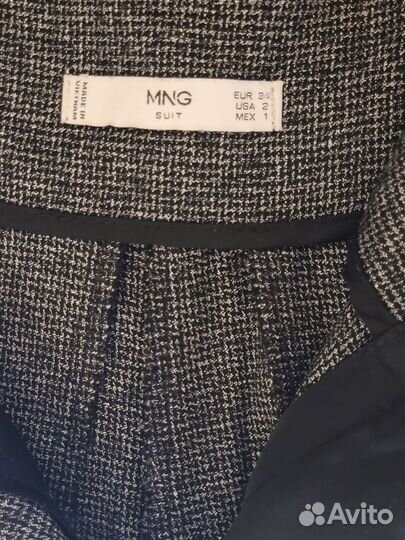 MADE IN
VIETNAM
MNG
SUIT
EUR 34
USA 2
MEX 1
Avito